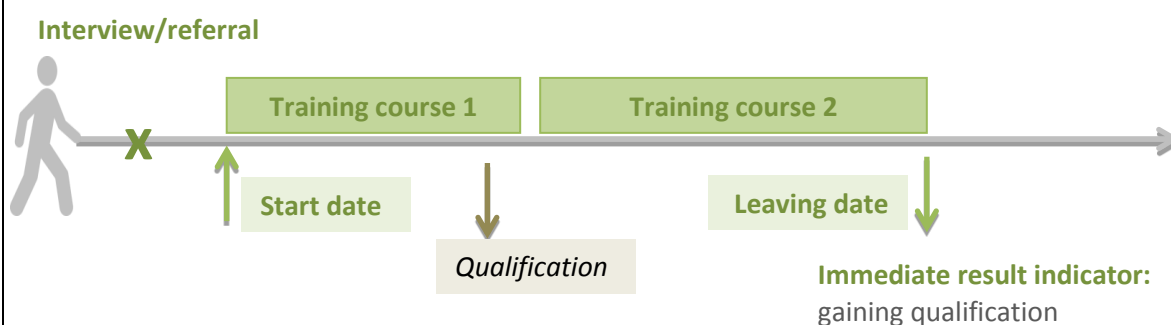 Interview/referral
Training course 1
Training course 2
X
Start date
Leaving date
Qualification
Immediate result indicator:
gaining qualification